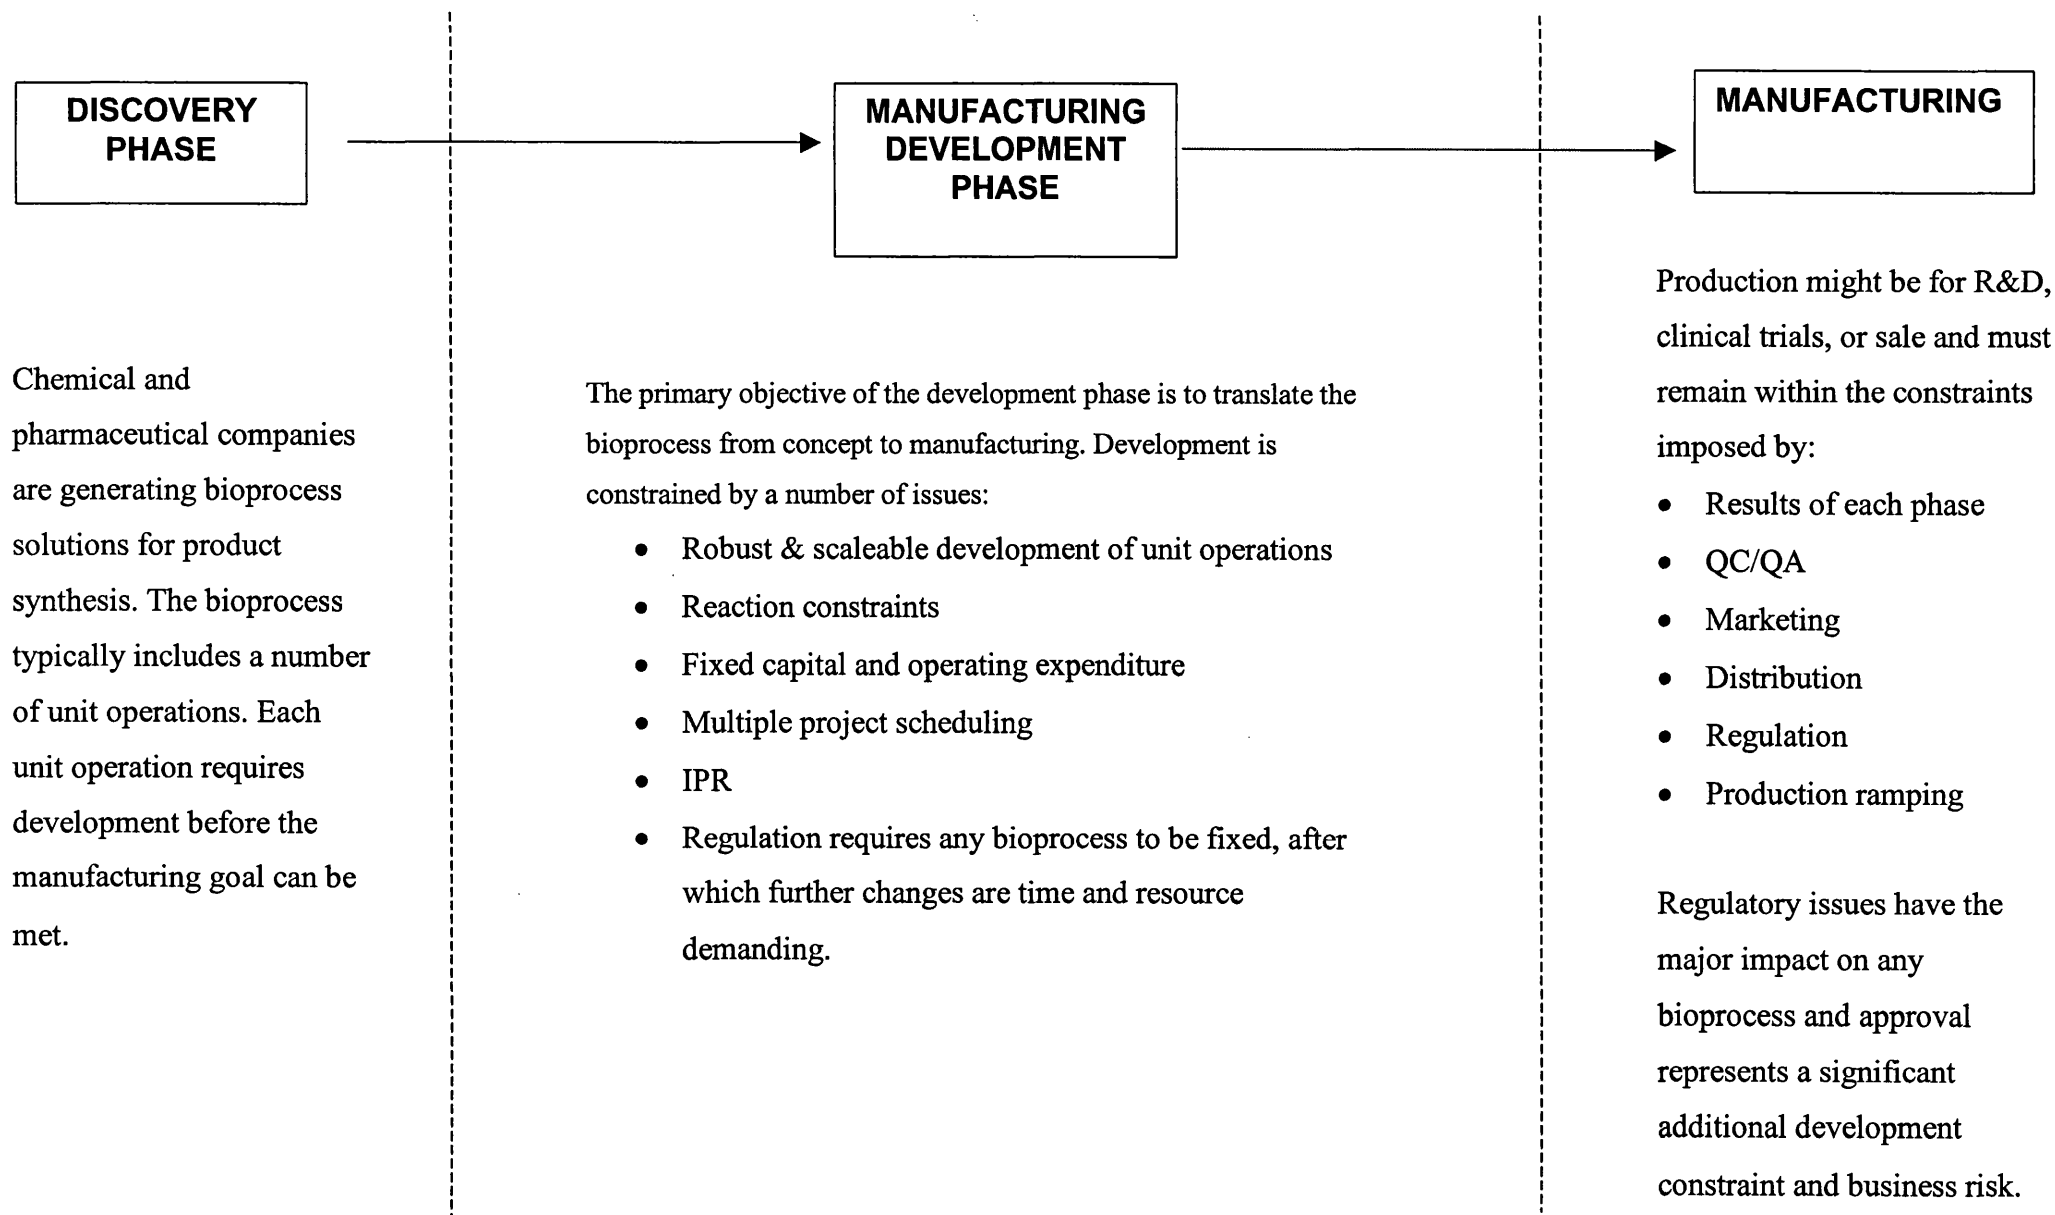 DISCOVERY
PHASE
MANUFACTURING
DEVELOPMENT
PHASE
MANUFACTURING
Chemical and
pharmaceutical companies
are generating bioprocess
solutions for product
synthesis. The bioprocess
typically includes a number
of unit operations. Each
unit operation requires
development before the
manufacturing goal can be
met.
The primary objective of the development phase is to translate the
bioprocess from concept to manufacturing. Development is
constrained by a number of issues:
• Robust & scaleable development of unit operations
• Reaction constraints
• Fixed capital and operating expenditure
• Multiple project scheduling
• IPR
• Regulation requires any bioprocess to be fixed, after
which further changes are time and resource
demanding.
Production might be for R&D,
clinical trials, or sale and must
remain within the constraints
imposed by:
• Results of each phase
• QC/QA
• Marketing
• Distribution
• Regulation
• Production ramping
Regulatory issues have the
major impact on any
bioprocess and approval
represents a significant
additional development
constraint and business risk.